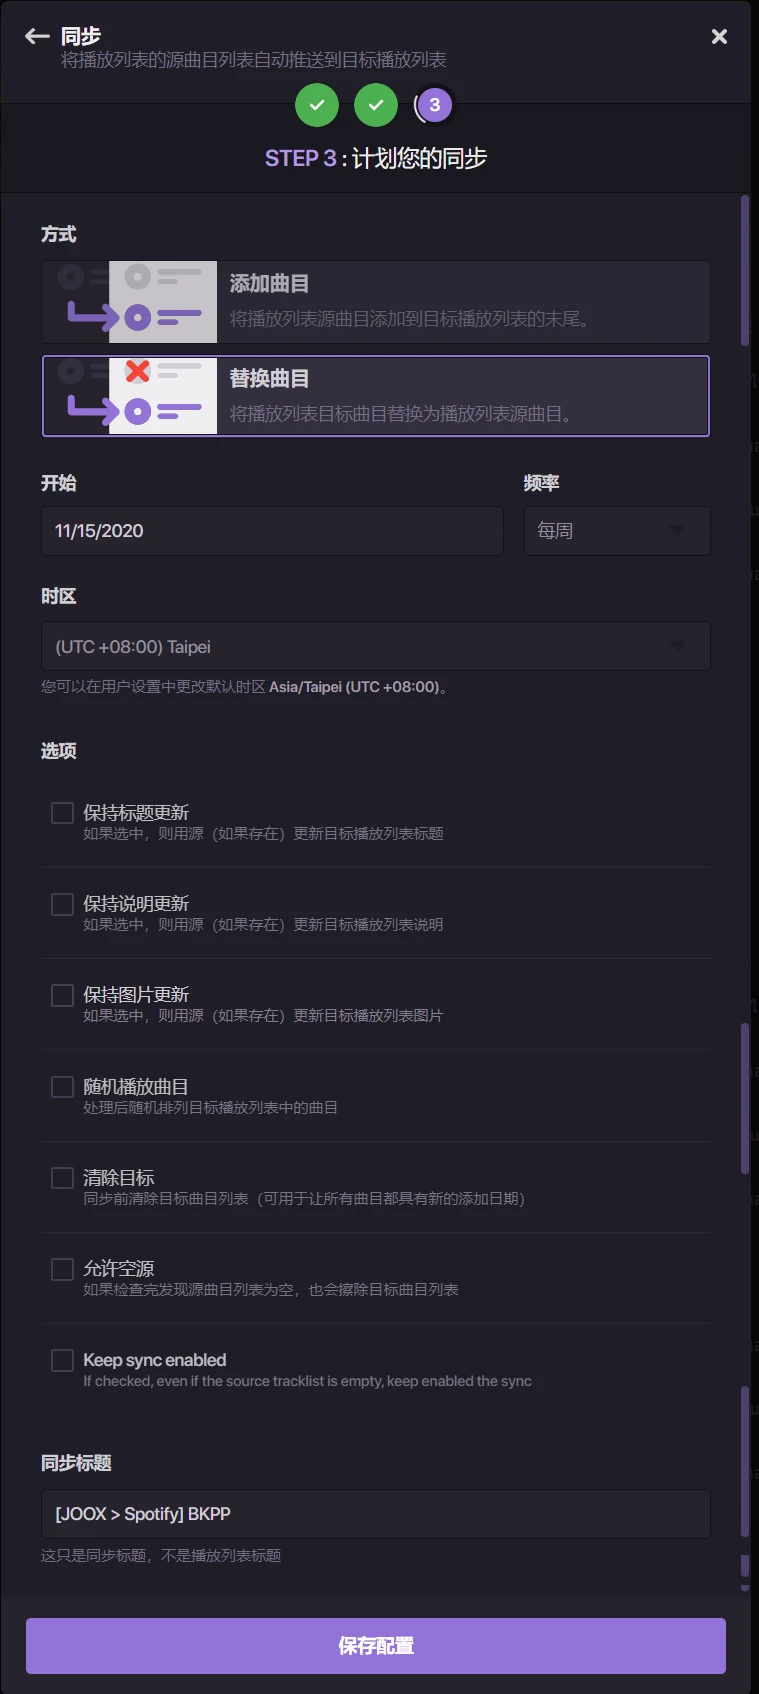 同步
将播放列表的源曲目列表自动推送到目标播放列表
3
STEP 3 : 计划您的同步
方式
添加曲目
将播放列表源曲目添加到目标播放列表的末尾。
替换曲目
将播放列表目标曲目替换为播放列表源曲目。
开始
频率
11/15/2020
每周
时区
(UTC +08:00) Taipei
您可以在用户设置中更改默认时区 Asia/Taipei (UTC +08:00)。
选项
保持标题更新
如果选中，则用源（如果存在）更新目标播放列表标题
保持说明更新
如果选中，则用源（如果存在）更新目标播放列表说明
保持图片更新
如果选中，则用源（如果存在）更新目标播放列表图片
随机播放曲目
处理后随机排列目标播放列表中的曲目
清除目标
同步前清除目标曲目列表（可用于让所有曲目都具有新的添加日期）
允许空源
如果检查完发现源曲目列表为空，也会擦除目标曲目列表
Keep sync enabled
If checked, even if the source tracklist is empty, keep enabled the sync
同步标题
[JOOX > Spotify] BKPP
这只是同步标题，不是播放列表标题
保存配置